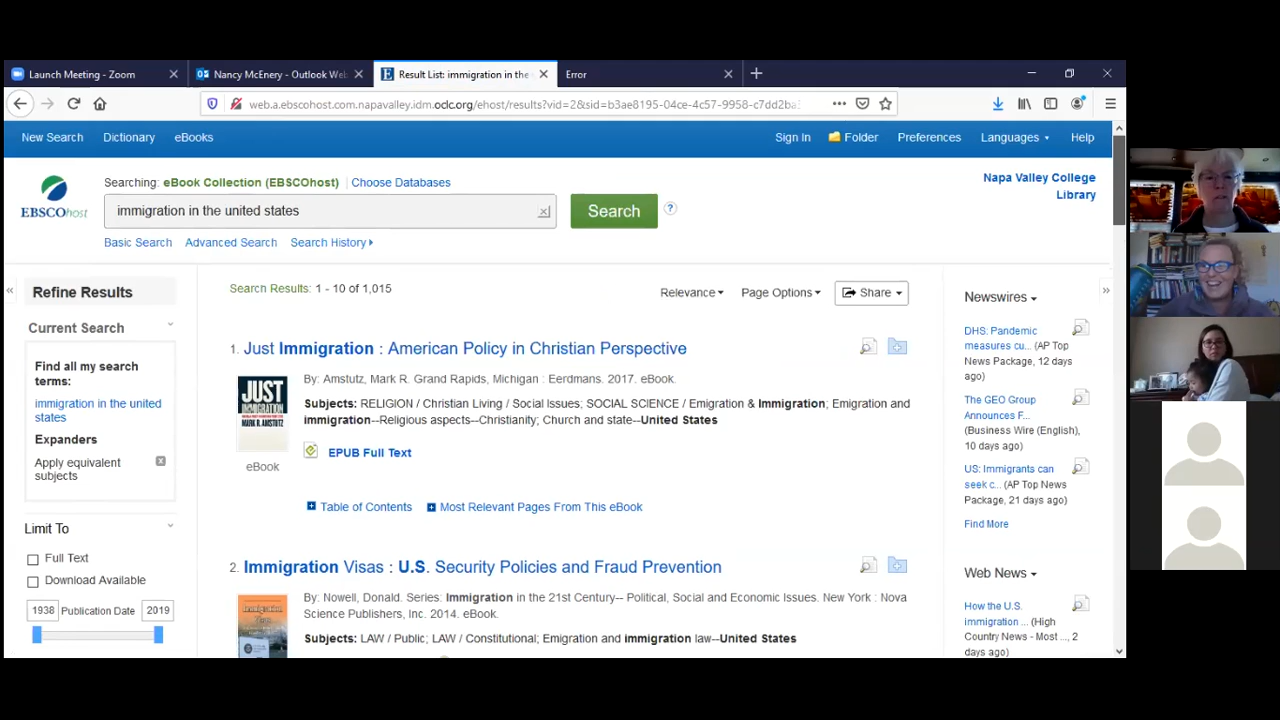 Launch Meeting - Zoom
Nancy McEnery - Outlook Web
Result List: immigration in the
Error
web.a.ebscohost.com.napavalley.idm.oclc.org/ehost/results?vid=2&sid=b3ae8195-04ce-4c57-9958-c7dd2ba
New Search Dictionary eBooks Sign In Folder Preferences Languages Help
Searching: eBook Collection (EBSCOhost) Choose Databases
Napa Valley College
Library
EBSCOhost
immigration in the united states
Search
Basic Search Advanced Search Search History
Refine Results
Current Search
Find all my search
terms:
immigration in the united
states
Expanders
Apply equivalent
subjects
Limit To
Full Text
Download Available
1938 Publication Date 2019
Search Results: 1 - 10 of 1,015
Relevance Page Options Share
1. Just Immigration : American Policy in Christian Perspective
JUST
IMMIGRATION
eBook
By: Amstutz, Mark R. Grand Rapids, Michigan : Eerdmans. 2017. eBook.
Subjects: RELIGION / Christian Living / Social Issues; SOCIAL SCIENCE / Emigration & Immigration; Emigration and
immigration--Religious aspects--Christianity; Church and state--United States
EPUB Full Text
Table of Contents Most Relevant Pages From This eBook
2. Immigration Visas : U.S. Security Policies and Fraud Prevention
By: Nowell, Donald. Series: Immigration in the 21st Century-- Political, Social and Economic Issues. New York : Nova
Science Publishers, Inc. 2014. eBook.
Subjects: LAW / Public; LAW / Constitutional; Emigration and immigration law--United States
Newswires
DHS: Pandemic
measures cu... (AP Top
News Package, 12 days
ago)
The GEO Group
Announces F...
(Business Wire (English),
10 days ago)
US: Immigrants can
seek c... (AP Top News
Package, 21 days ago)
Find More
Web News
How the U.S.
immigration ... (High
Country News - Most ..., 2
days ago)